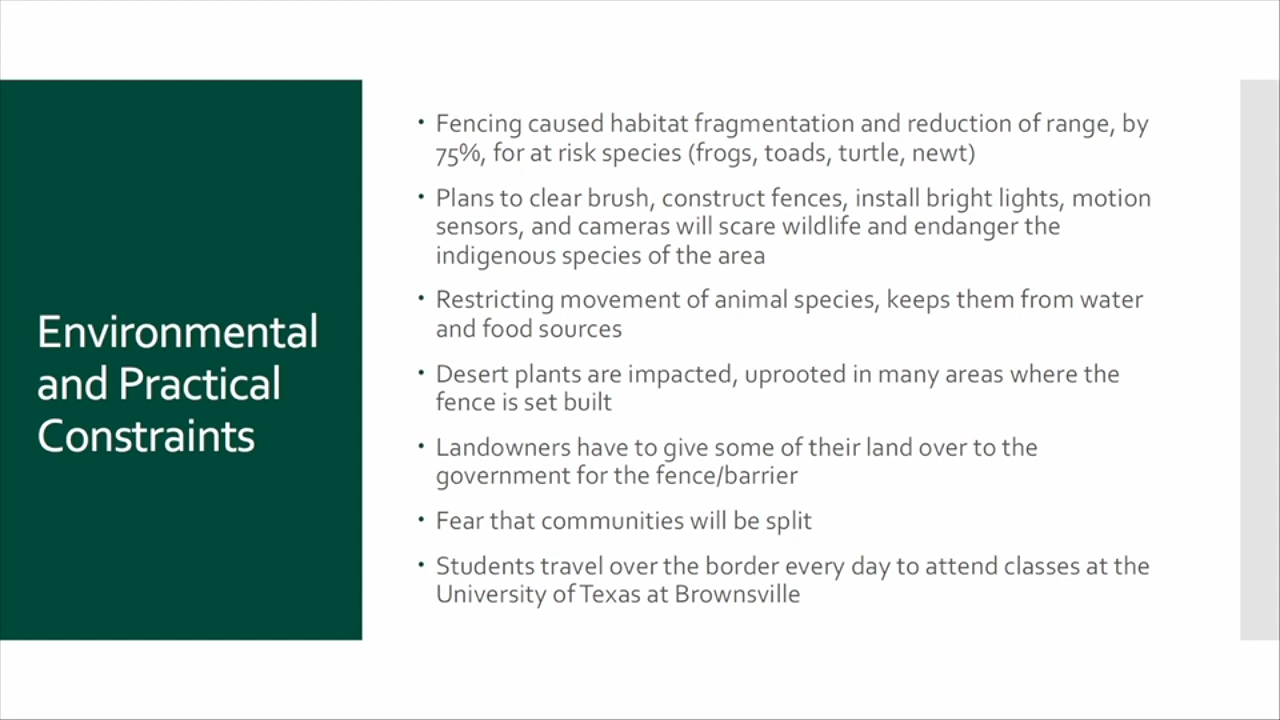 Environmental
and Practical
Constraints
• Fencing caused habitat fragmentation and reduction of range, by
75%, for at risk species (frogs, toads, turtle, newt)
• Plans to clear brush, construct fences, install bright lights, motion
sensors, and cameras will scare wildlife and endanger the
indigenous species of the area
• Restricting movement of animal species, keeps them from water
and food sources
• Desert plants are impacted, uprooted in many areas where the
fence is set built
• Landowners have to give some of their land over to the
government for the fence/barrier
• Fear that communities will be split
• Students travel over the border every day to attend classes at the
University of Texas at Brownsville